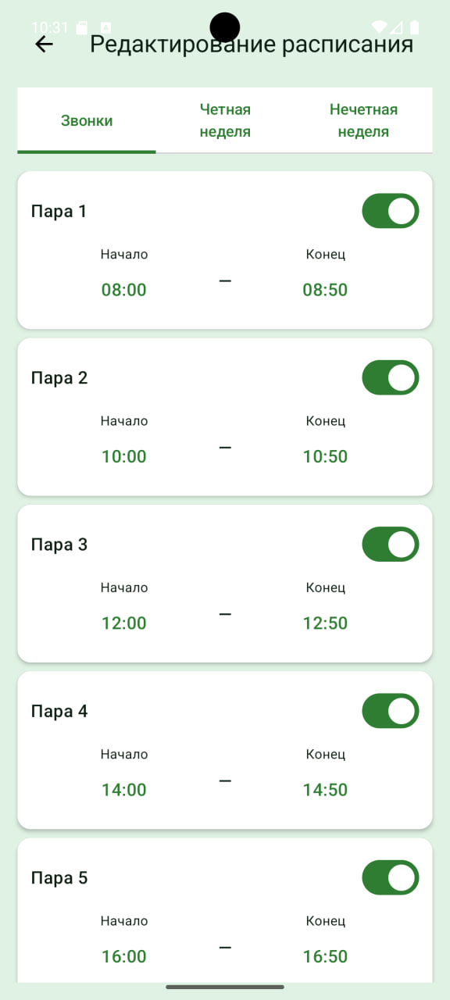 10:31
Редактирование расписания
Звонки
Четная
неделя
Нечетная
неделя
Пара 1
Начало
Конец
08:00
–
08:50
Пара 2
Начало
Конец
10:00
–
10:50
Пара 3
Начало
Конец
12:00
–
12:50
Пара 4
Начало
Конец
14:00
–
14:50
Пара 5
Начало
Конец
16:00
–
16:50